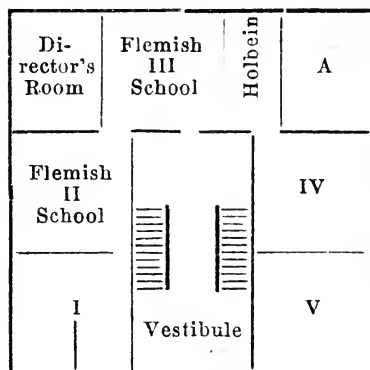 Di-
rector's
Room
Flemish
III
School
Holbein
A
Flemish
II
School
IV
I
V
Vestibule